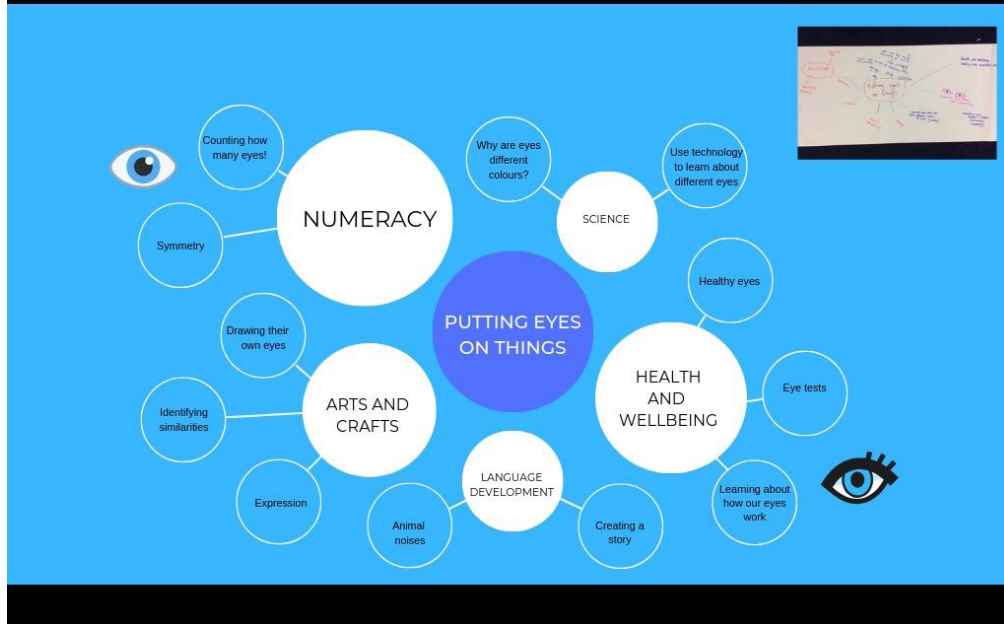 Counting how
many eyes!
Symmetry
NUMERACY
Why are eyes
different
colours?
Use technology
to learn about
different eyes
SCIENCE
PUTTING EYES
ON THINGS
Healthy eyes
Eye tests
Learning about
how our eyes
work
HEALTH
AND
WELLBEING
Drawing their
own eyes
Identifying
similarities
Expression
ARTS AND
CRAFTS
LANGUAGE
DEVELOPMENT
Animal
noises
Creating a
story